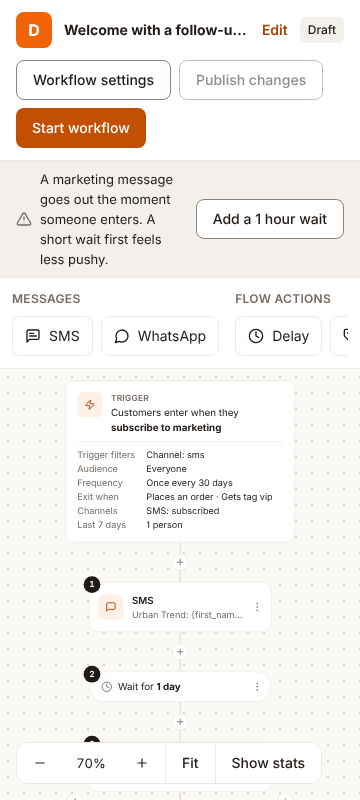 D
Welcome with a follow-u...
Edit
Draft
Workflow settings
Publish changes
Start workflow
A marketing message
goes out the moment
someone enters. A
short wait first feels
less pushy.
Add a 1 hour wait
MESSAGES
FLOW ACTIONS
SMS
WhatsApp
Delay
TRIGGER
Customers enter when they
subscribe to marketing
Trigger filters Channel: sms
Audience Everyone
Frequency Once every 30 days
Exit when Places an order · Gets tag vip
Channels SMS: subscribed
Last 7 days 1 person
1
SMS
Urban Trend: {first_nam...
2
Wait for 1 day
70%
Fit
Show stats